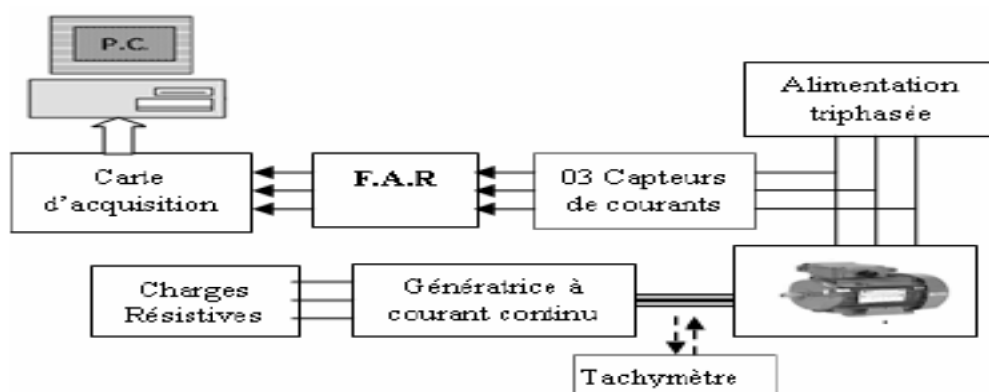 P.C.
Alimentation
triphasée
Carte
d'acquisition
F.A.R
03 Capteurs
de courants
Charges
Résistives
Génératrice à
courant continu
Tachymètre